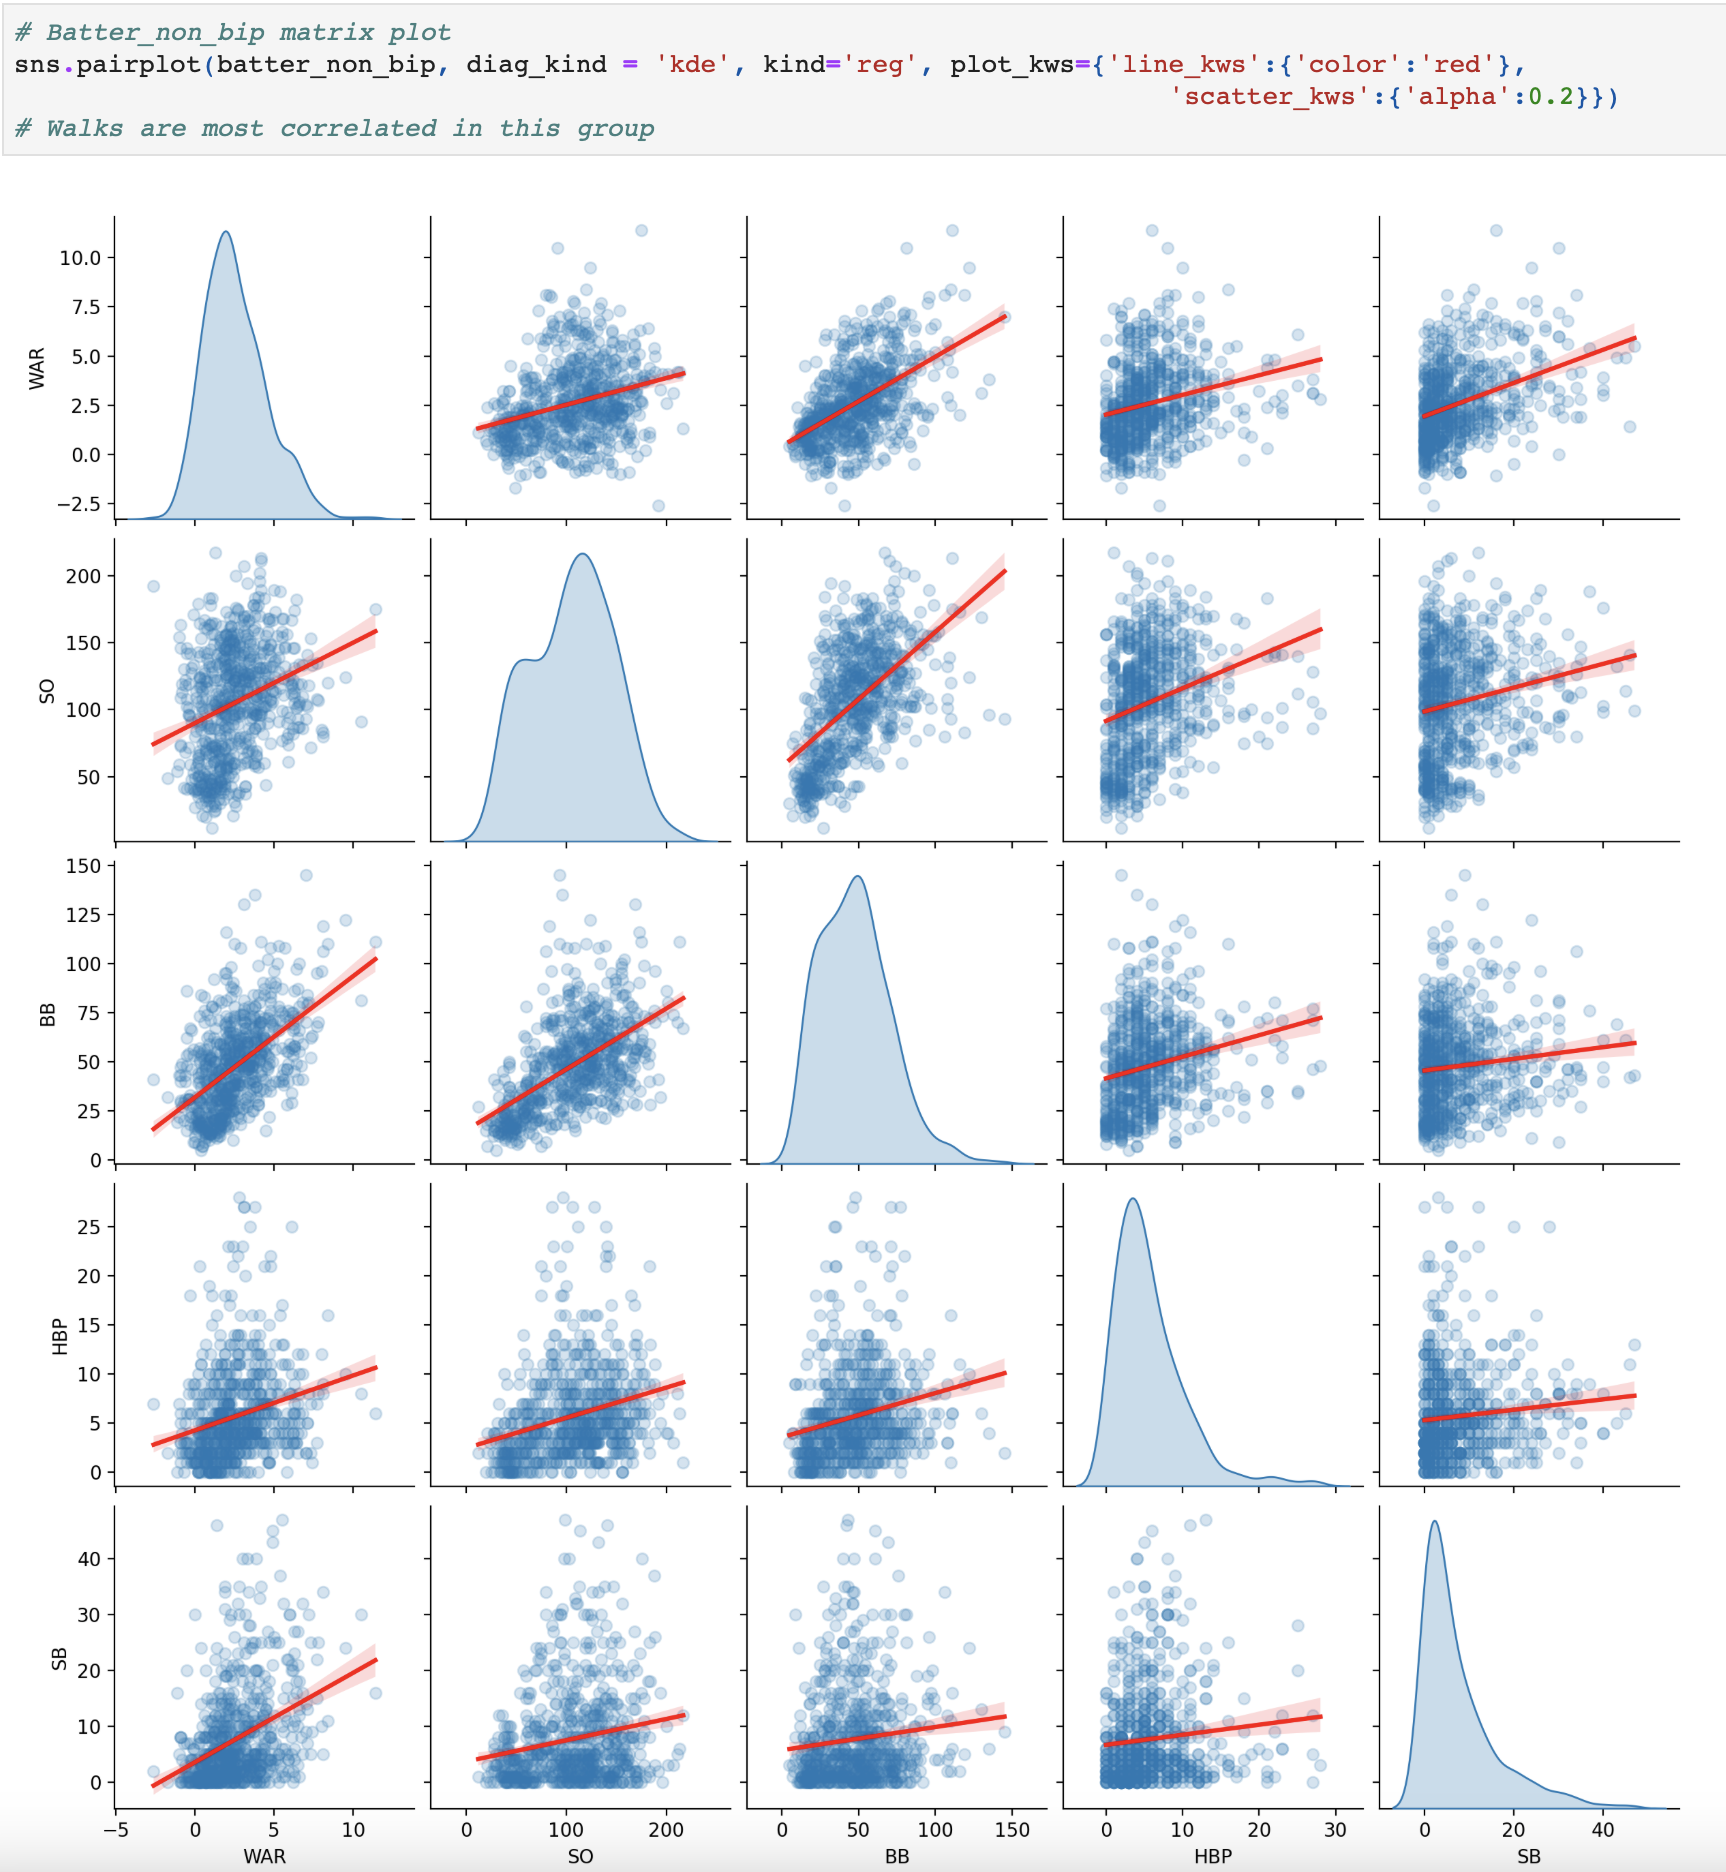 # Batter_non_bip matrix plot
sns.pairplot(batter_non_bip, diag_kind = 'kde', kind='reg', plot_kws={'line_kws':{'color':'red'},
'scatter_kws':{'alpha':0.2}})
# Walks are most correlated in this group
10.0
7.5
5.0
2.5
0.0
−2.5
WAR
200
150
100
50
SO
150
125
100
75
50
25
0
BB
25
20
15
10
5
0
HBP
40
30
20
10
0
SB
−5 0 5 10
0 100 200
0 50 100 150
0 10 20 30
0 20 40
WAR SO BB HBP SB